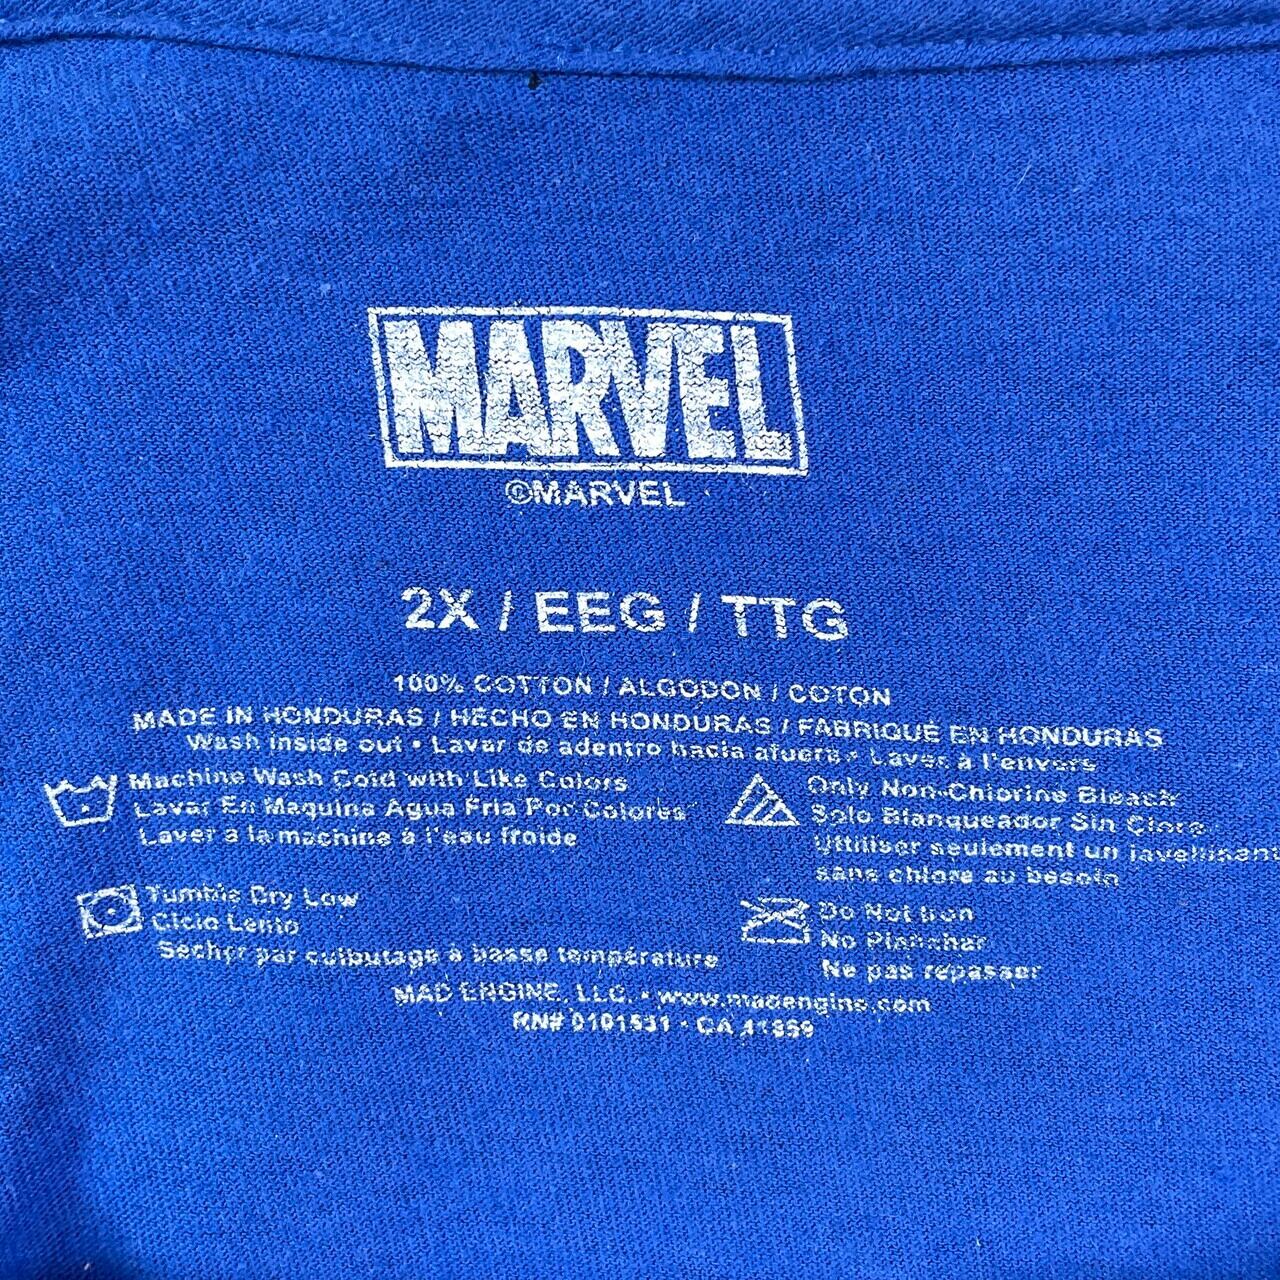 MARVEL
©MARVEL
2X / EEG / TTG
100% COTTON / ALGODON / COTON
MADE IN HONDURAS / HECHO EN HONDURAS / FABRIQUÉ EN HONDURAS
Wash inside out • Lavar de adentro hacia afuera • Laver à l'envers
Machine Wash Cold with Like Colors
Lavar En Maquina Agua Fria Por Colores
Laver a la machine à l'eau froide
Only Non-Chlorine Bleach
Solo Blanqueador Sin Cloro
Utiliser seulement un javellisant
sans chlore au besoin
Tumble Dry Low
Ciclo Lento
Sécher par culbutage à basse température
Do Not Iron
No Planchar
Ne pas repasser
MAD ENGINE, LLC. • www.madengine.com
RN# 0101531 • CA 41859